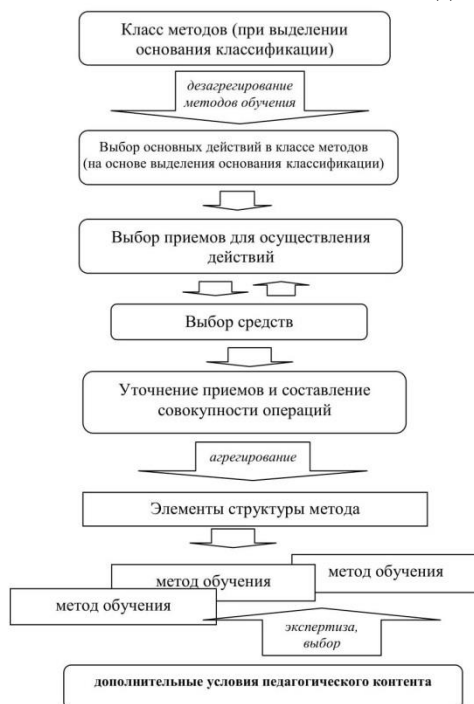 Класс методов (при выделении
основания классификации)
дезагрегирование
методов обучения
Выбор основных действий в классе методов
(на основе выделения основания классификации)
Выбор приемов для осуществления
действий
Выбор средств
Уточнение приемов и составление
совокупности операций
агрегирование
Элементы структуры метода
метод обучения
метод обучения
метод обучения
экспертиза,
выбор
дополнительные условия педагогического контента